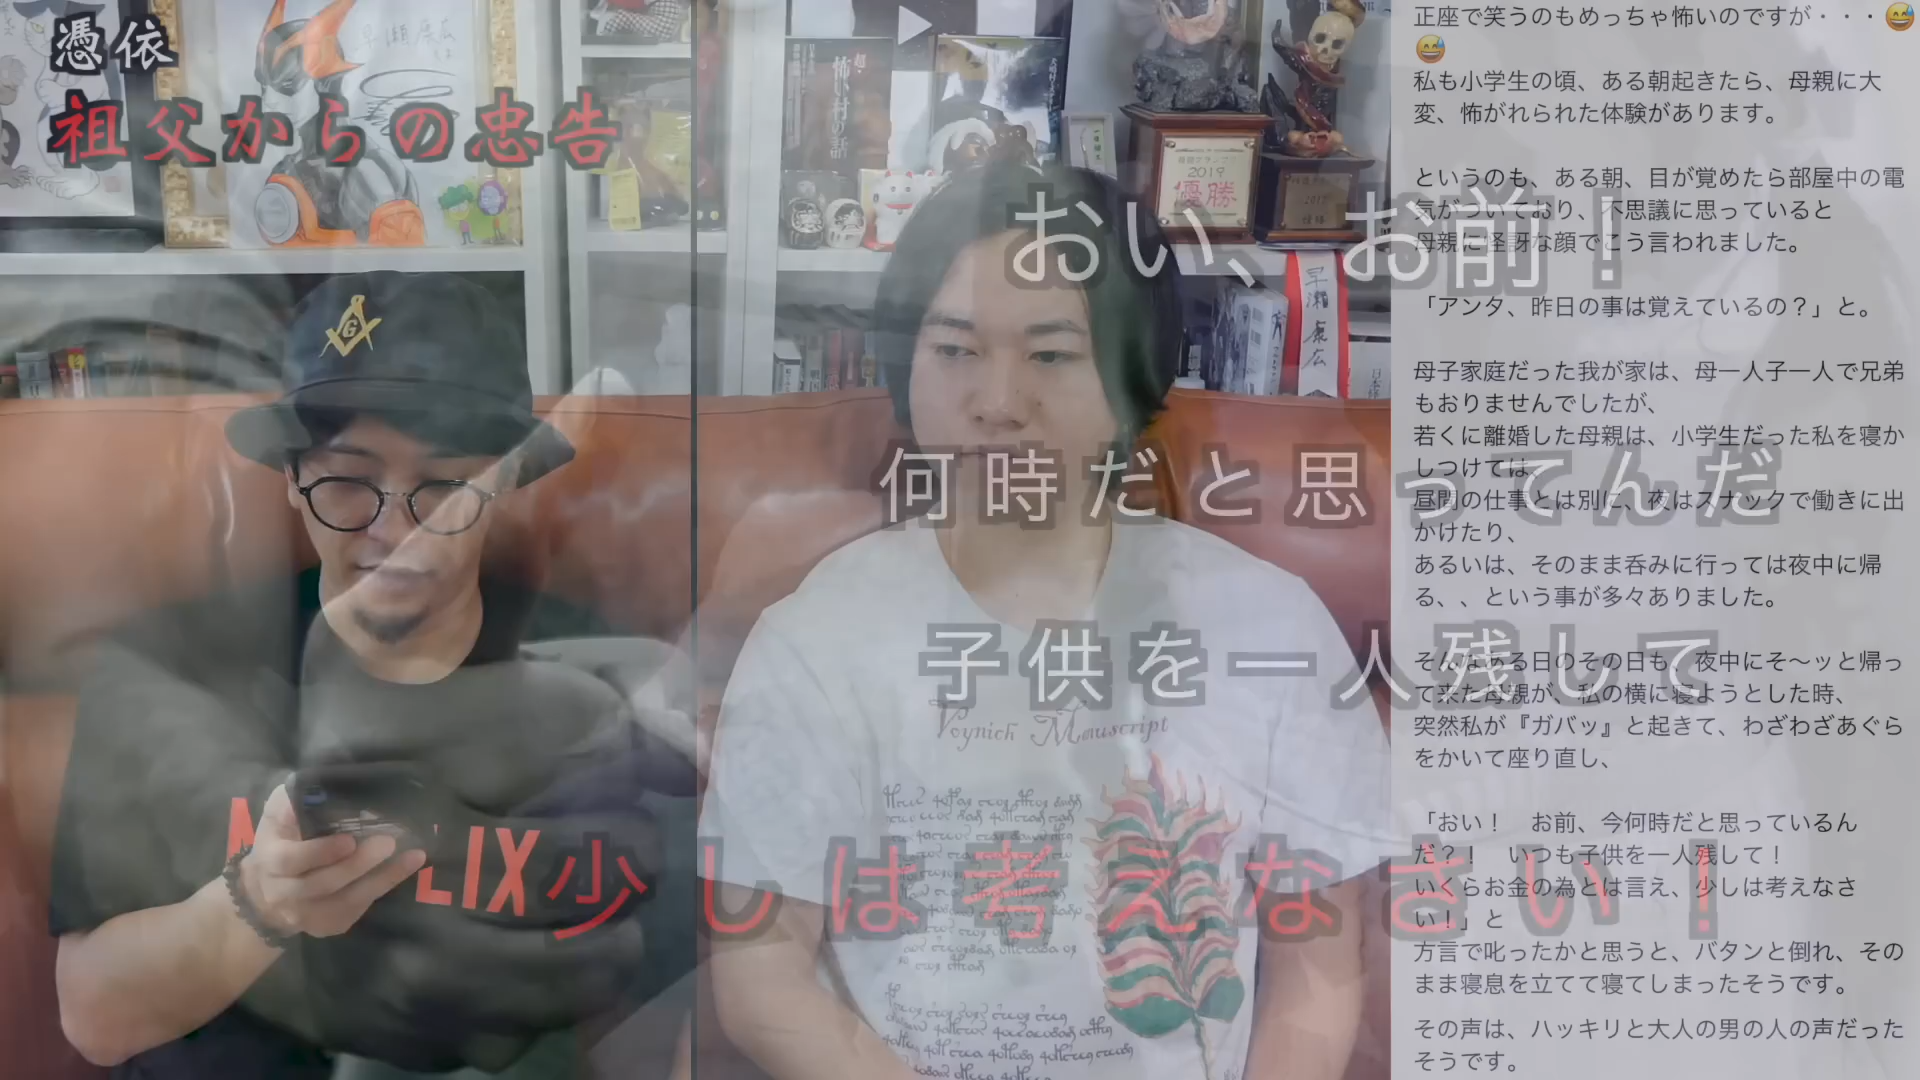 憑依
祖父からの忠告
早瀬康広
超 怖い村の話
2019
優勝
早瀬康広
G
NETFLIX
Voynich Manuscript
おい、お前！
何時だと思ってんだ
子供を一人残して
少しは考えなさい！
正座で笑うのもめっちゃ怖いのですが・・・😅
😅
私も小学生の頃、ある朝起きたら、母親に大
変、怖がれられた体験があります。
というのも、ある朝、目が覚めたら部屋中の電
気がついており、不思議に思っていると
母親に怪訝な顔でこう言われました。
「アンタ、昨日の事は覚えているの？」と。
母子家庭だった我が家は、母一人子一人で兄弟
もおりませんでしたが、
若くに離婚した母親は、小学生だった私を寝か
しつけては、
昼間の仕事とは別に、夜はスナックで働きに出
かけたり、
あるいは、そのまま呑みに行っては夜中に帰
る、、という事が多々ありました。
そんなある日のその日も、夜中にそ〜ッと帰っ
て来た母親が、私の横に寝ようとした時、
突然私が『ガバッ』と起きて、わざわざあぐら
をかいて座り直し、
「おい！　お前、今何時だと思っているん
だ？！　いつも子供を一人残して！
いくらお金の為とは言え、少しは考えなさ
い！」と
方言で叱ったかと思うと、バタンと倒れ、その
まま寝息を立てて寝てしまったそうです。
その声は、ハッキリと大人の男の人の声だった
そうです。